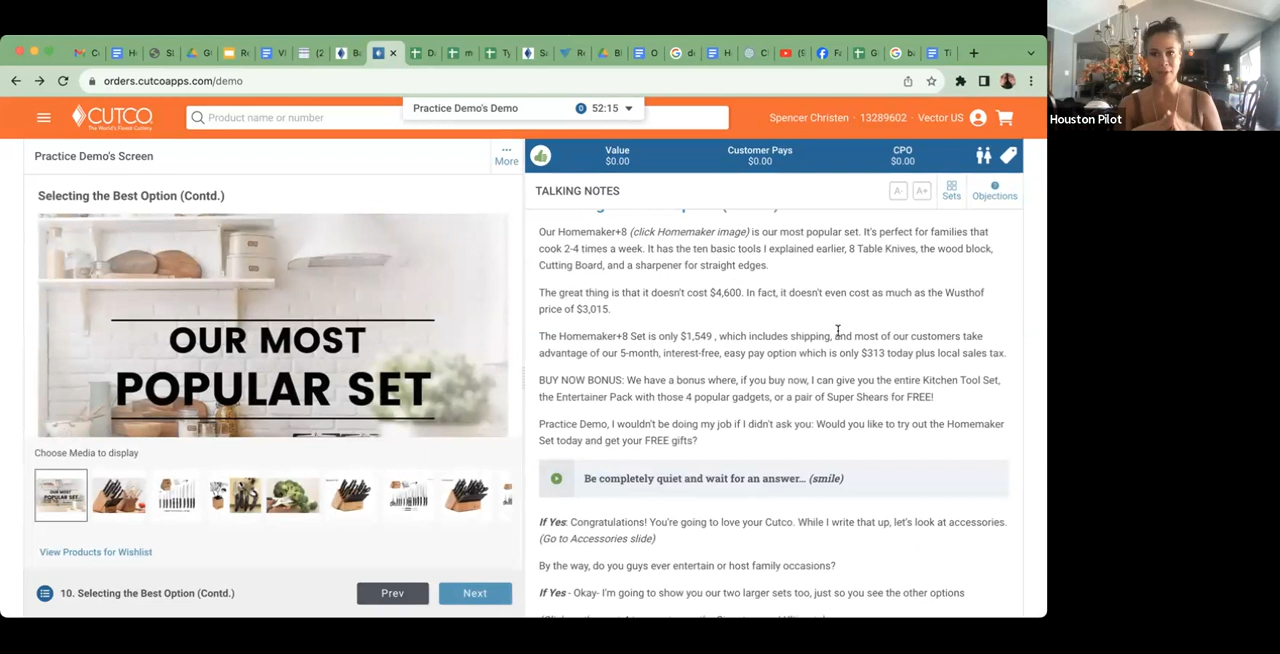 orders.cutcoapps.com/demo
Houston Pilot
CUTCO
The World's Finest Cutlery
Product name or number
Practice Demo's Demo
0 52:15
Spencer Christen · 13289602 · Vector US
Practice Demo's Screen
More
Selecting the Best Option (Contd.)
OUR MOST
POPULAR SET
Choose Media to display
View Products for Wishlist
10. Selecting the Best Option (Contd.)
Prev
Next
Value
$0.00
Customer Pays
$0.00
CPO
$0.00
TALKING NOTES
A-
A+
Sets
Objections
Our Homemaker+8 (click Homemaker image) is our most popular set. It's perfect for families that
cook 2-4 times a week. It has the ten basic tools I explained earlier, 8 Table Knives, the wood block,
Cutting Board, and a sharpener for straight edges.
The great thing is that it doesn't cost $4,600. In fact, it doesn't even cost as much as the Wusthof
price of $3,015.
The Homemaker+8 Set is only $1,549 , which includes shipping, and most of our customers take
advantage of our 5-month, interest-free, easy pay option which is only $313 today plus local sales tax.
BUY NOW BONUS: We have a bonus where, if you buy now, I can give you the entire Kitchen Tool Set,
the Entertainer Pack with those 4 popular gadgets, or a pair of Super Shears for FREE!
Practice Demo, I wouldn't be doing my job if I didn't ask you: Would you like to try out the Homemaker
Set today and get your FREE gifts?
Be completely quiet and wait for an answer... (smile)
If Yes: Congratulations! You're going to love your Cutco. While I write that up, let's look at accessories.
(Go to Accessories slide)
By the way, do you guys ever entertain or host family occasions?
If Yes - Okay- I'm going to show you our two larger sets too, just so you see the other options